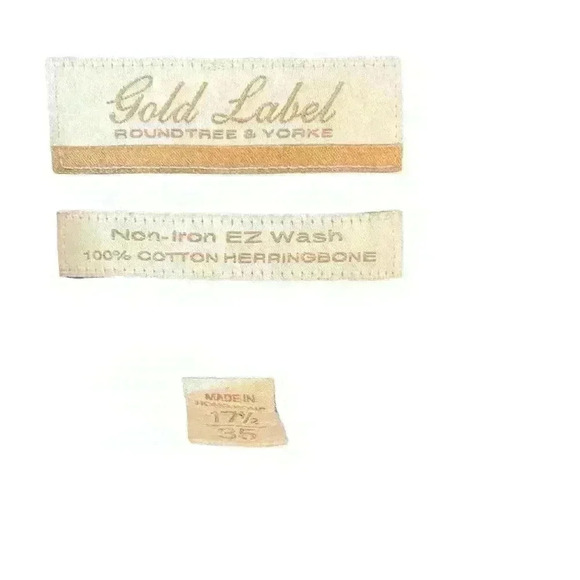 Gold Label
ROUNDTREE & YORKE
Non-Iron EZ Wash
100% COTTON HERRINGBONE
MADE IN
17½
35